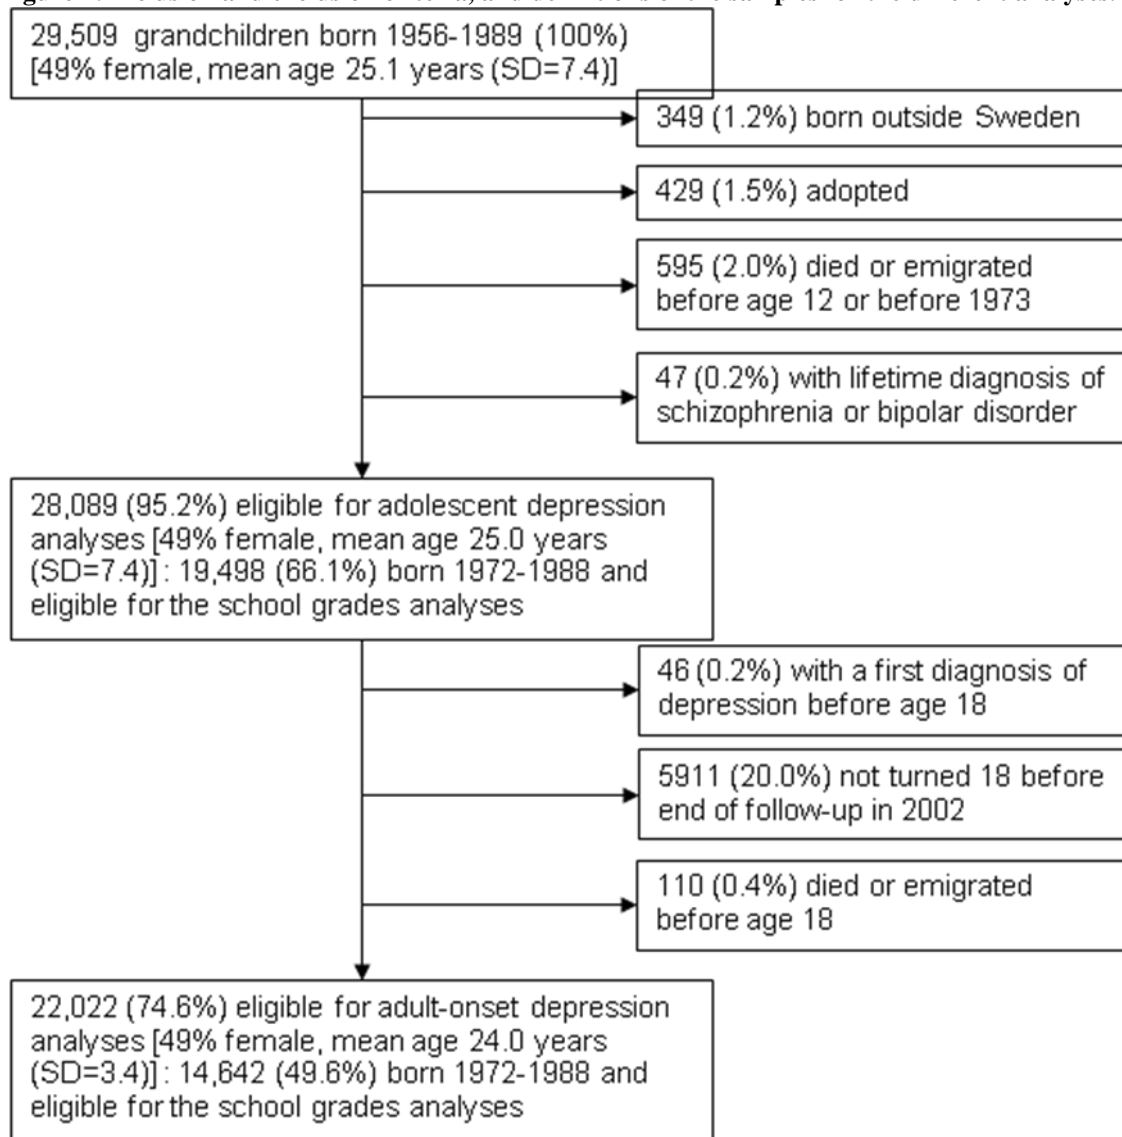 29,509 grandchildren born 1956-1989 (100%)
[49% female, mean age 25.1 years (SD=7.4)]
349 (1.2%) born outside Sweden
429 (1.5%) adopted
595 (2.0%) died or emigrated
before age 12 or before 1973
47 (0.2%) with lifetime diagnosis of
schizophrenia or bipolar disorder
28,089 (95.2%) eligible for adolescent depression
analyses [49% female, mean age 25.0 years
(SD=7.4)] : 19,498 (66.1%) born 1972-1988 and
eligible for the school grades analyses
46 (0.2%) with a first diagnosis of
depression before age 18
5911 (20.0%) not turned 18 before
end of follow-up in 2002
110 (0.4%) died or emigrated
before age 18
22,022 (74.6%) eligible for adult-onset depression
analyses [49% female, mean age 24.0 years
(SD=3.4)] : 14,642 (49.6%) born 1972-1988 and
eligible for the school grades analyses